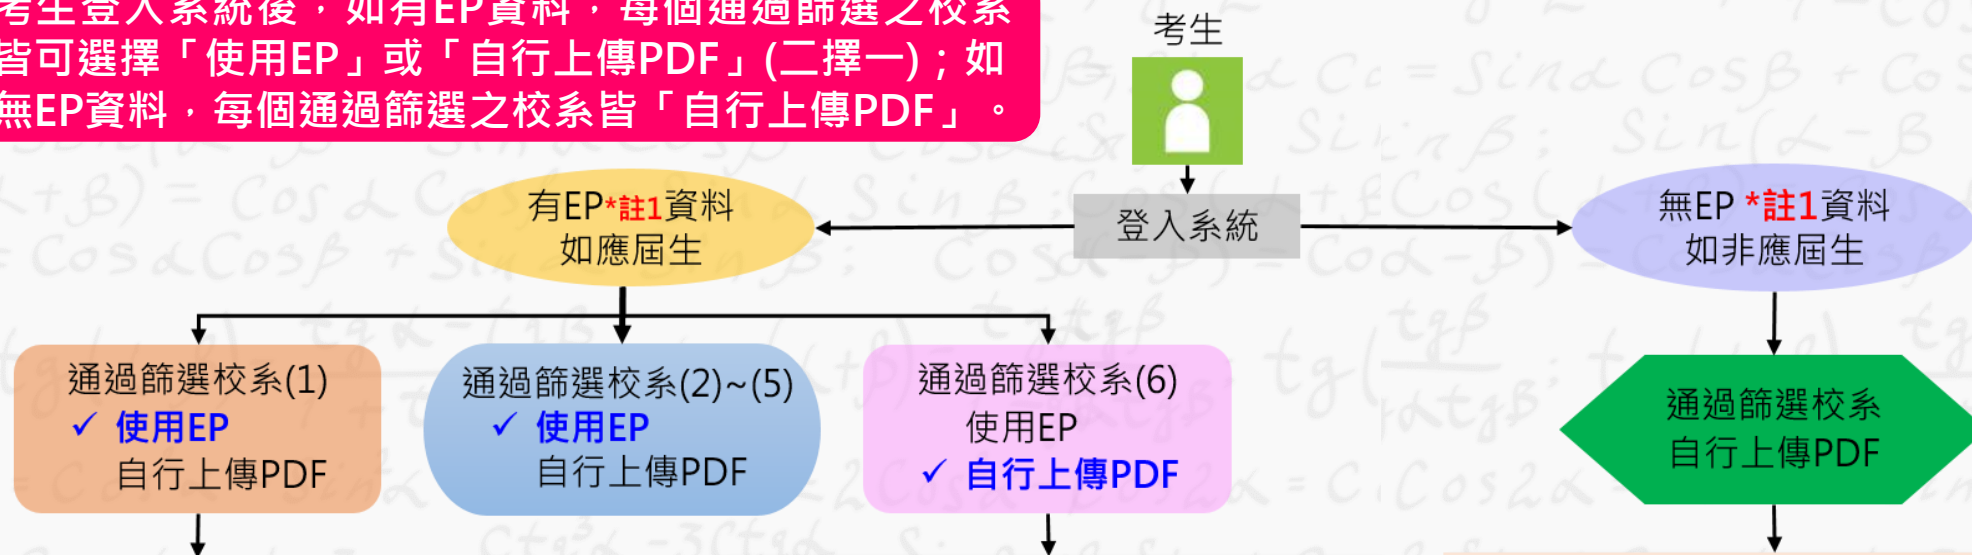 考生登入系統後，如有EP資料，每個通過篩選之校系
皆可選擇「使用EP」或「自行上傳PDF」(二擇一)；如
無EP資料，每個通過篩選之校系皆「自行上傳PDF」。
考生
登入系統
有EP*註1資料
如應屆生
無EP *註1資料
如非應屆生
通過篩選校系(1)
✓ 使用EP
自行上傳PDF
通過篩選校系(2)~(5)
✓ 使用EP
自行上傳PDF
通過篩選校系(6)
使用EP
✓ 自行上傳PDF
通過篩選校系
自行上傳PDF